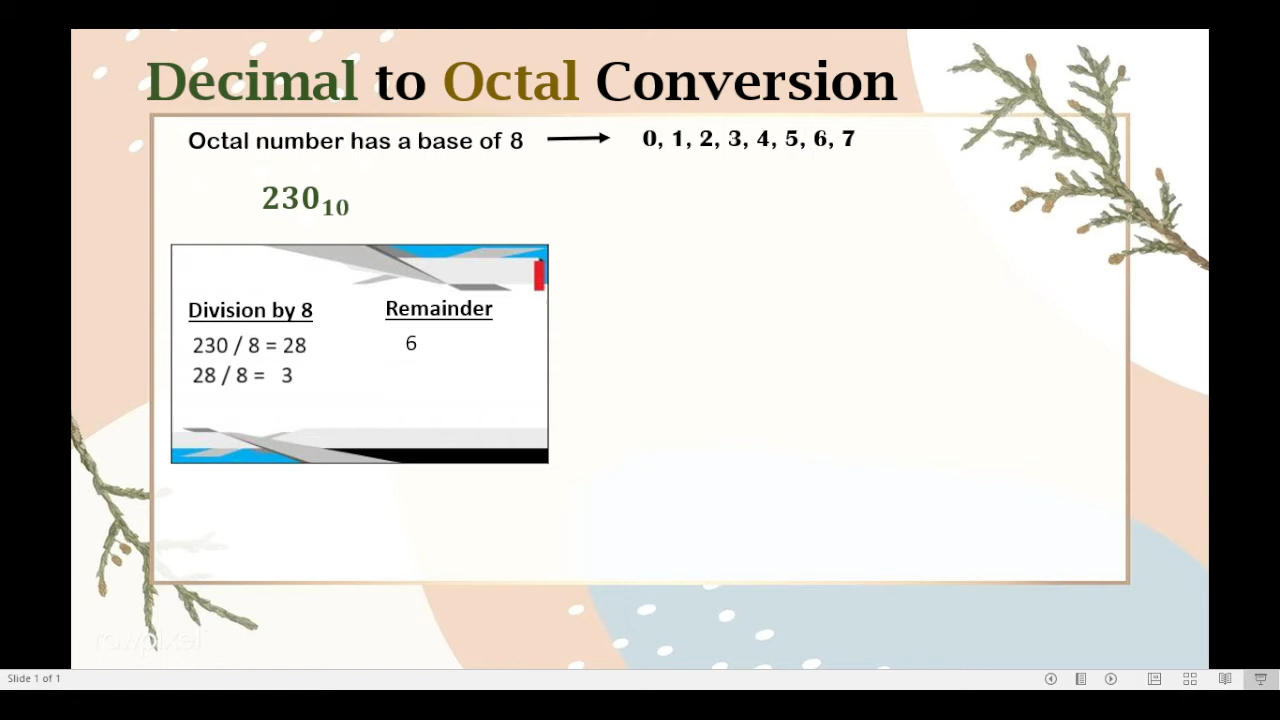 Decimal to Octal Conversion
Octal number has a base of 8 0, 1, 2, 3, 4, 5, 6, 7
230₁₀
Division by 8 Remainder
230 / 8 = 28 6
28 / 8 = 3
rawpixel
Slide 1 of 1